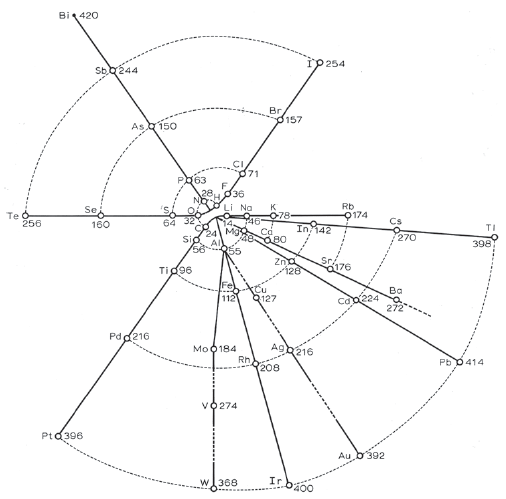 Bi 420
I 254
Sb 244
As 150
Br 157
P 63
Cl 71
N 28
H
F 36
Te 256
Se 160
S 64
O 32
Li 14
Na 46
K 78
Rb 174
C 24
Si 56
Al 55
Mg 48
Ca 80
In 142
Cs 270
Tl 398
Ti 96
Fe 112
Cu 127
Zn 128
Sr 176
Cd 224
Ba 272
Pd 216
Mo 184
Rh 208
Ag 216
Pb 414
V 274
Pt 396
W 368
Ir 400
Au 392